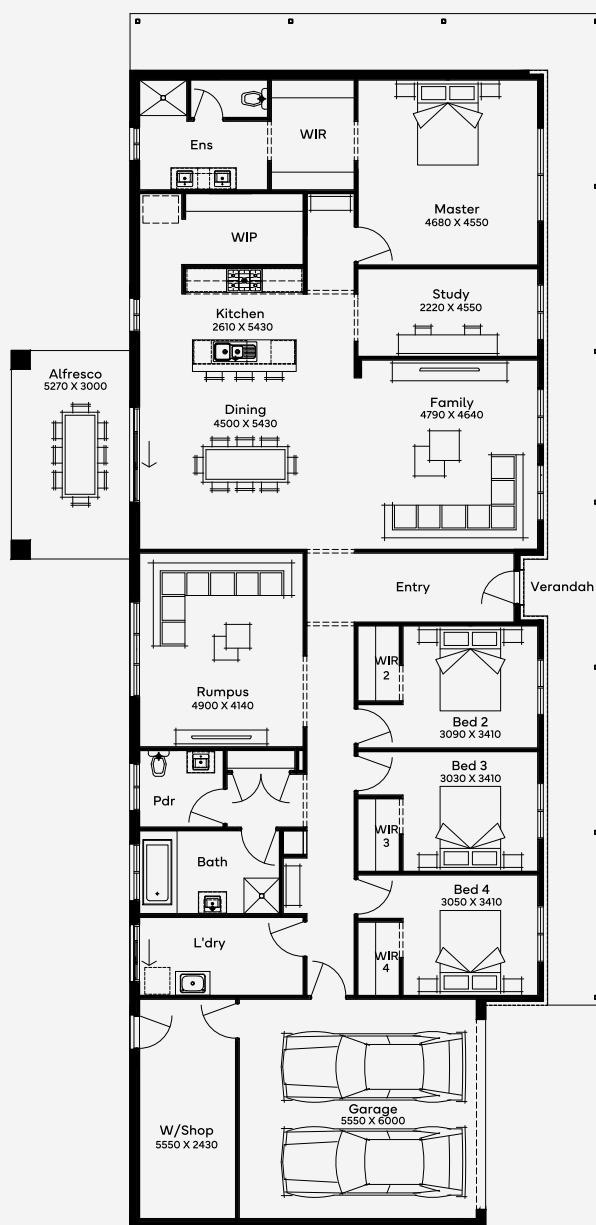 Ens
WIR
Master
4680 X 4550
WIP
Study
2220 X 4550
Kitchen
2610 X 5430
Alfresco
5270 X 3000
Dining
4500 X 5430
Family
4790 X 4640
Entry
Verandah
Rumpus
4900 X 4140
WIR
2
Bed 2
3090 X 3410
Pdr
Bed 3
3030 X 3410
WIR
3
Bath
Bed 4
3050 X 3410
L'dry
WIR
4
W/Shop
5550 X 2430
Garage
5550 X 6000